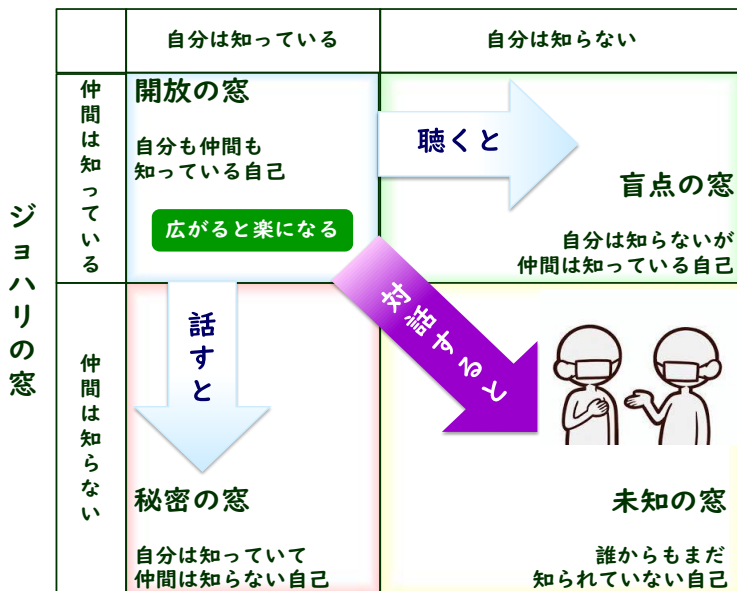 ジョハリの窓
自分は知っている
自分は知らない
仲間は知っている
開放の窓
自分も仲間も
知っている自己
広がると楽になる
聴くと
盲点の窓
自分は知らないが
仲間は知っている自己
話すと
対話すると
仲間は知らない
秘密の窓
自分は知っていて
仲間は知らない自己
未知の窓
誰からもまだ
知られていない自己